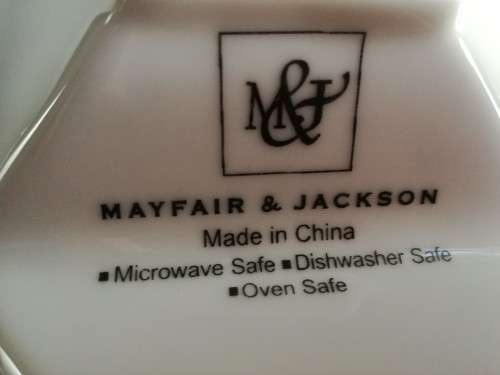 M&J
MAYFAIR & JACKSON
Made in China
▪Microwave Safe ▪Dishwasher Safe
▪Oven Safe